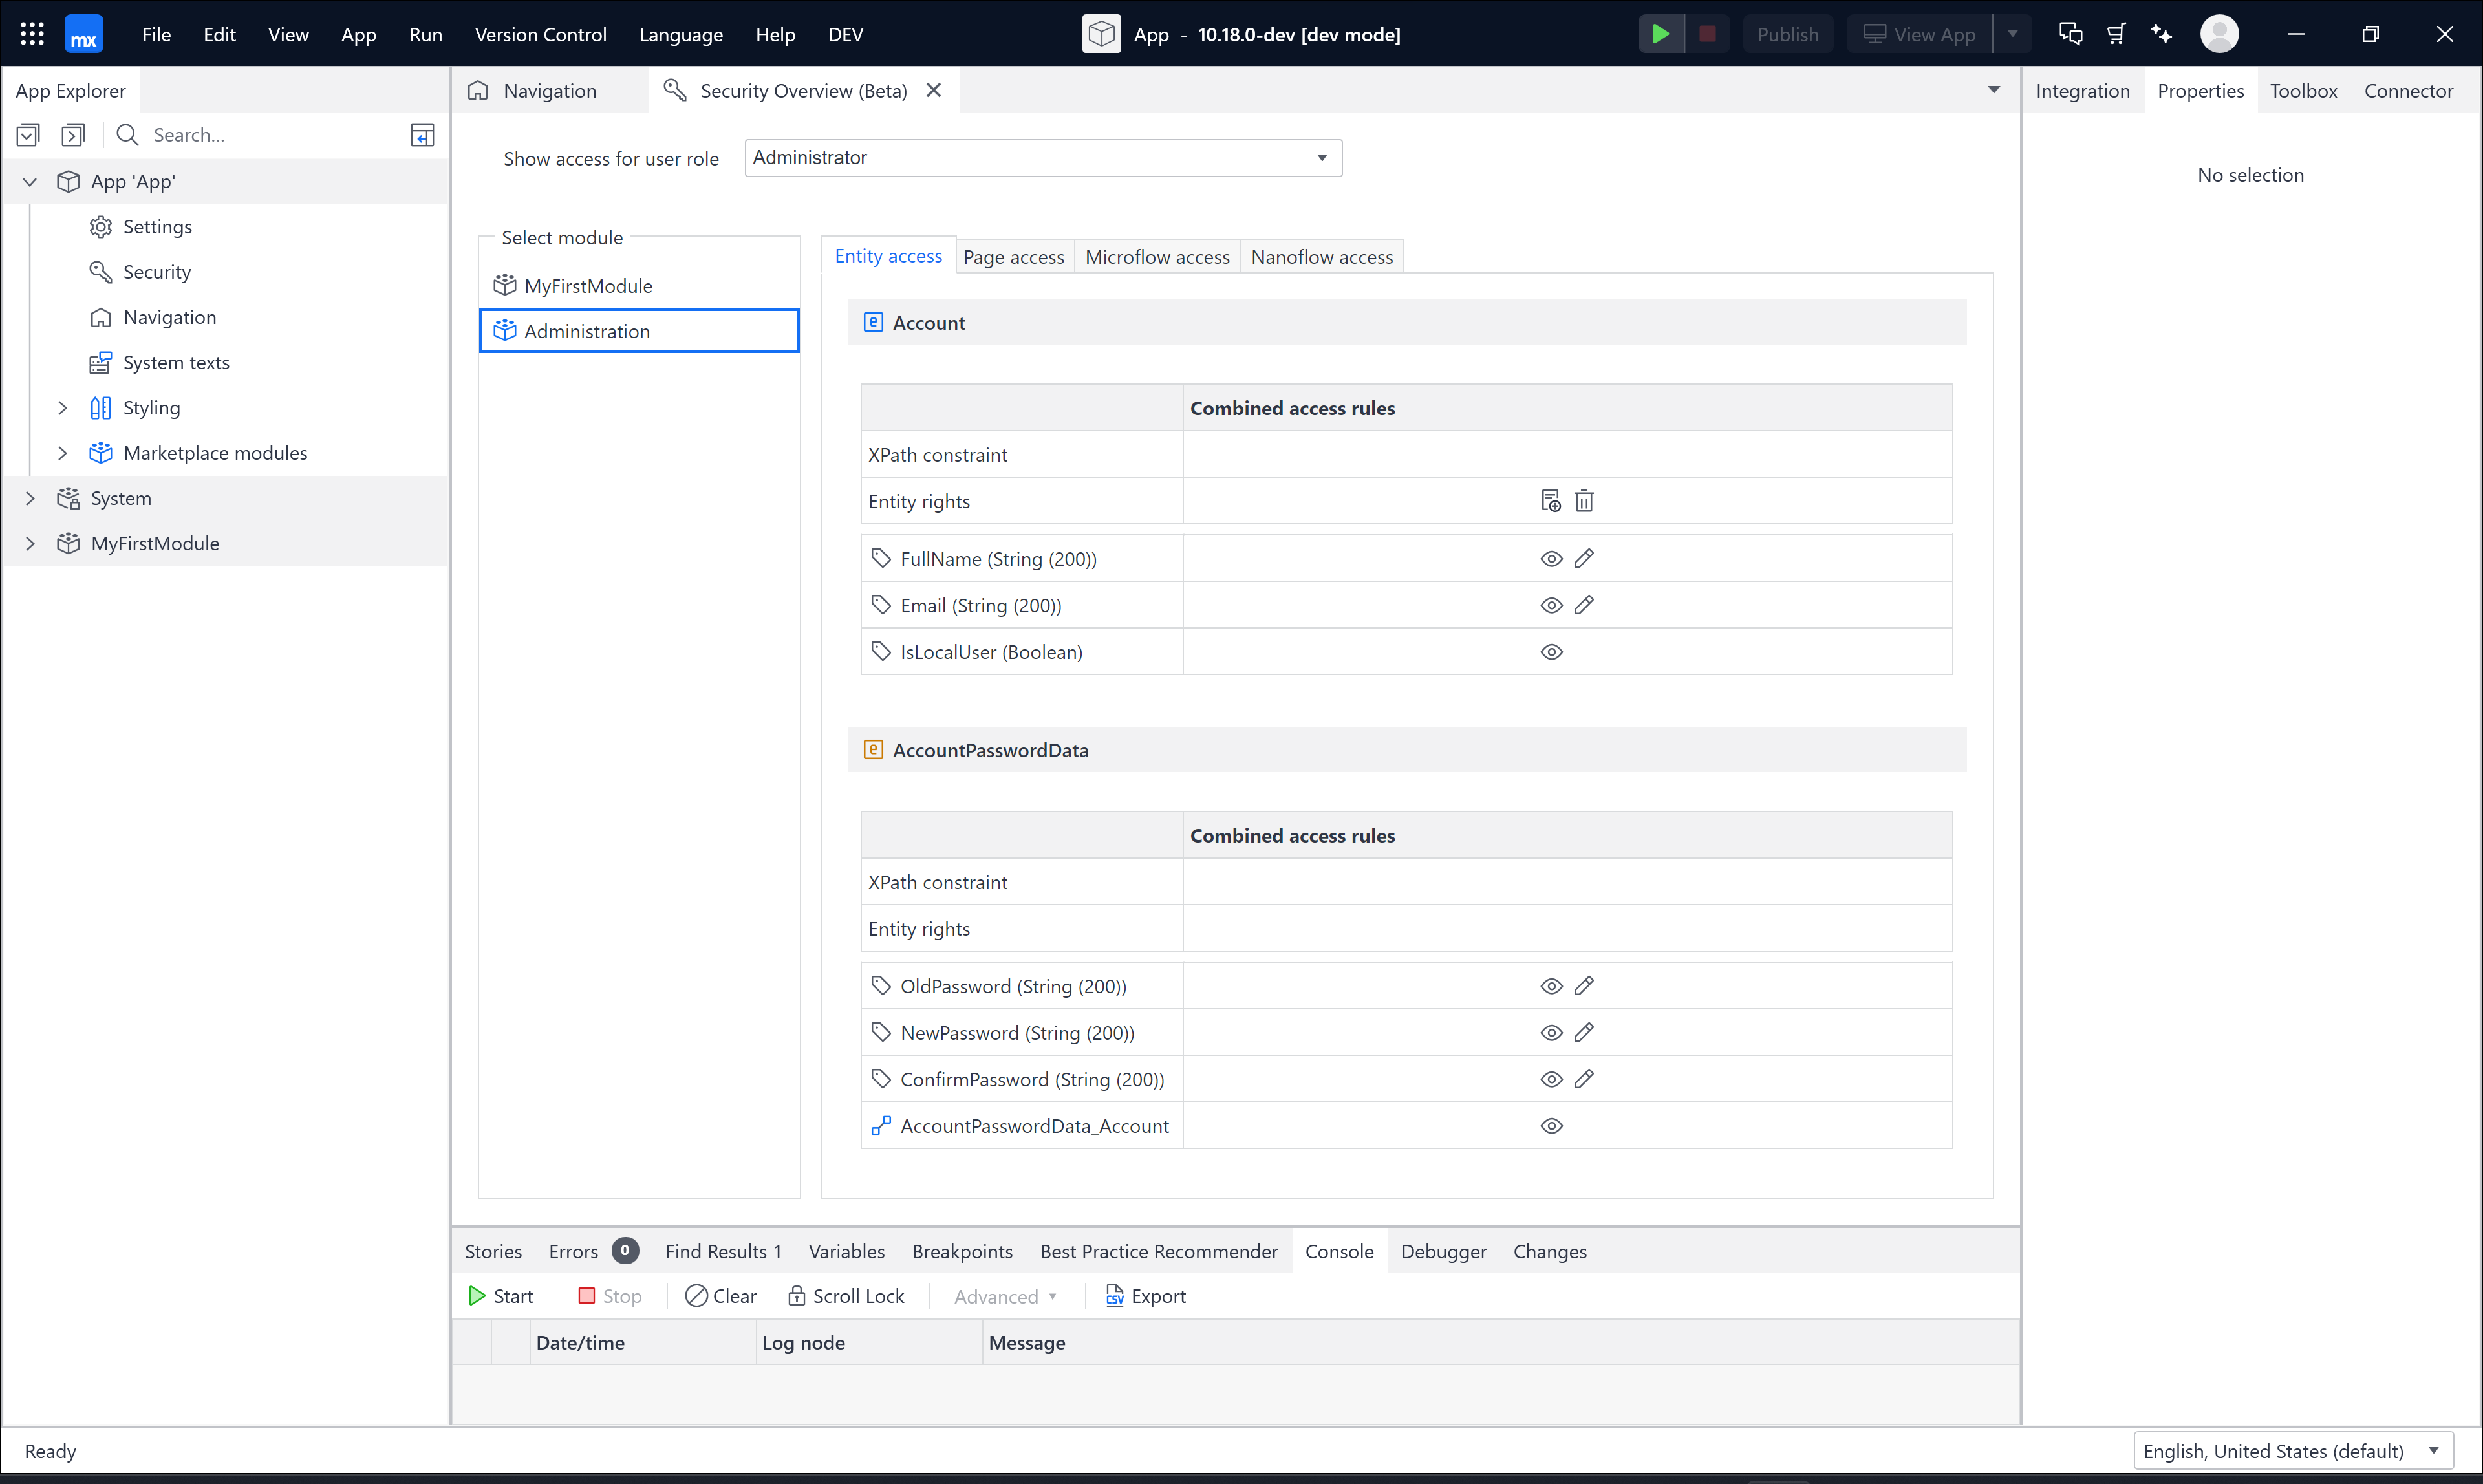 mx File Edit View App Run Version Control Language Help DEV App - 10.18.0-dev [dev mode] Publish View App
App Explorer
Search...
App 'App'
Settings
Security
Navigation
System texts
Styling
Marketplace modules
System
MyFirstModule
Navigation Security Overview (Beta)
Show access for user role Administrator
Select module
MyFirstModule
Administration
Entity access Page access Microflow access Nanoflow access
e Account
Combined access rules
XPath constraint
Entity rights
FullName (String (200))
Email (String (200))
IsLocalUser (Boolean)
e AccountPasswordData
Combined access rules
XPath constraint
Entity rights
OldPassword (String (200))
NewPassword (String (200))
ConfirmPassword (String (200))
AccountPasswordData_Account
Integration Properties Toolbox Connector
No selection
Stories Errors 0 Find Results 1 Variables Breakpoints Best Practice Recommender Console Debugger Changes
Start Stop Clear Scroll Lock Advanced CSV Export
Date/time Log node Message
Ready English, United States (default)